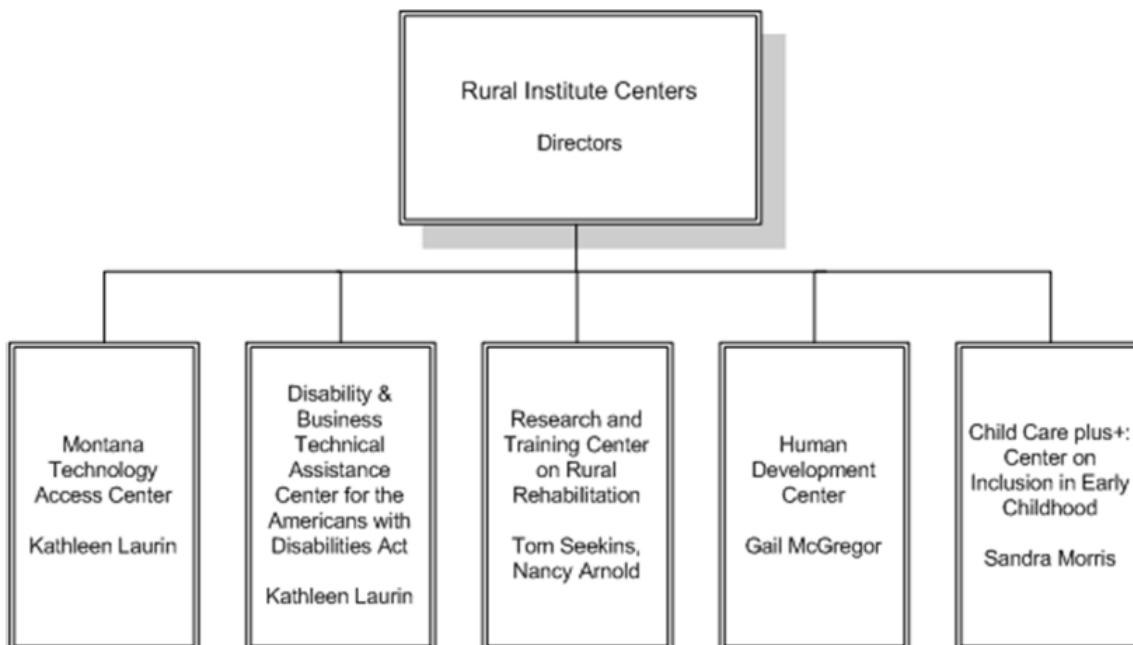 Rural Institute Centers
Directors
Montana
Technology
Access Center
Kathleen Laurin
Disability &
Business
Technical
Assistance
Center for the
Americans with
Disabilities Act
Kathleen Laurin
Research and
Training Center
on Rural
Rehabilitation
Tom Seekins,
Nancy Arnold
Human
Development
Center
Gail McGregor
Child Care plus+:
Center on
Inclusion in Early
Childhood
Sandra Morris